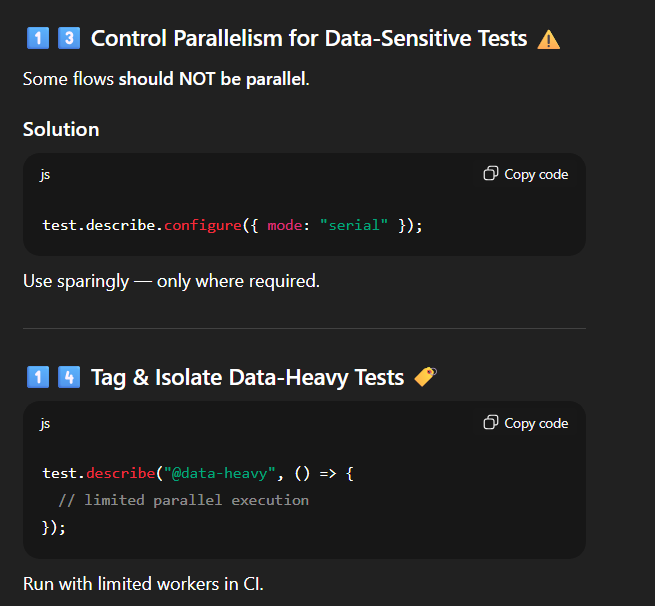 1️⃣ 3️⃣ Control Parallelism for Data-Sensitive Tests ⚠️
Some flows should NOT be parallel.
Solution
js
Copy code
test.describe.configure({ mode: "serial" });
Use sparingly — only where required.
1️⃣ 4️⃣ Tag & Isolate Data-Heavy Tests 🏷️
js
Copy code
test.describe("@data-heavy", () => {
  // limited parallel execution
});
Run with limited workers in CI.